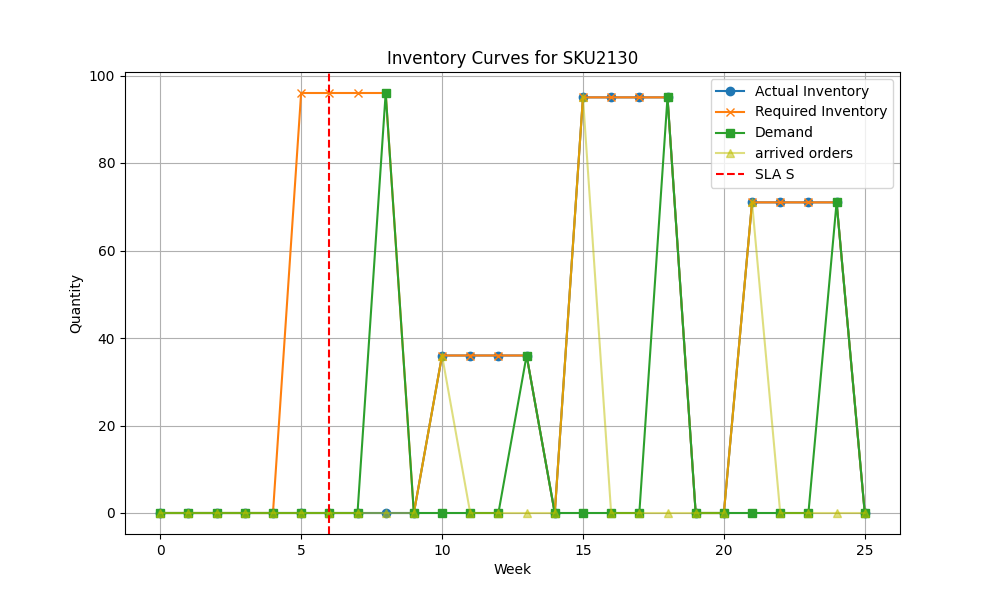 Inventory Curves for SKU2130
100
80
60
40
20
0
Quantity
0 5 10 15 20 25
Week
Actual Inventory
Required Inventory
Demand
arrived orders
SLA S